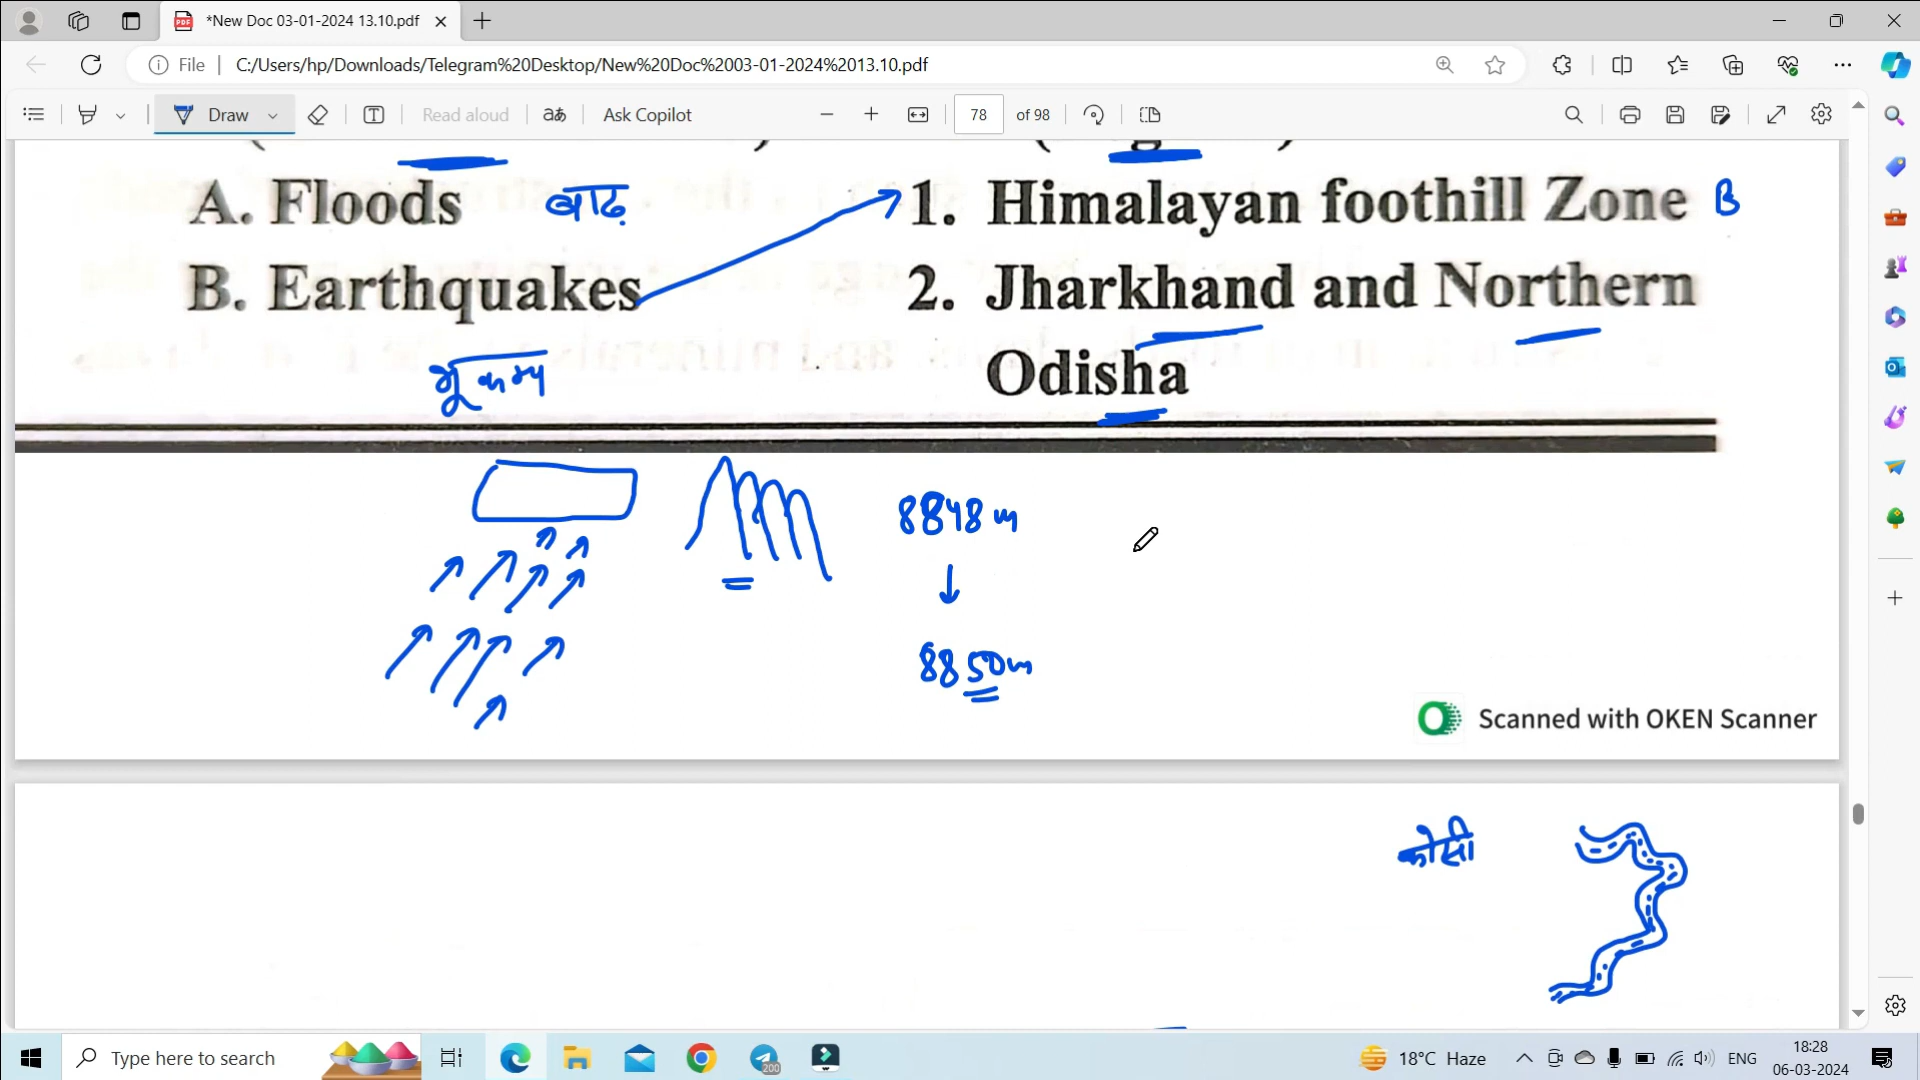 *New Doc 03-01-2024 13.10.pdf
File
C:/Users/hp/Downloads/Telegram%20Desktop/New%20Doc%2003-01-2024%2013.10.pdf
Draw
Read aloud
aあ
Ask Copilot
78 of 98
A. Floods बाढ़
1. Himalayan foothill Zone B
B. Earthquakes
2. Jharkhand and Northern
Odisha
भूकम्प
8848 m
8850m
Scanned with OKEN Scanner
कोसी
Type here to search
200
18°C Haze
ENG
18:28
06-03-2024